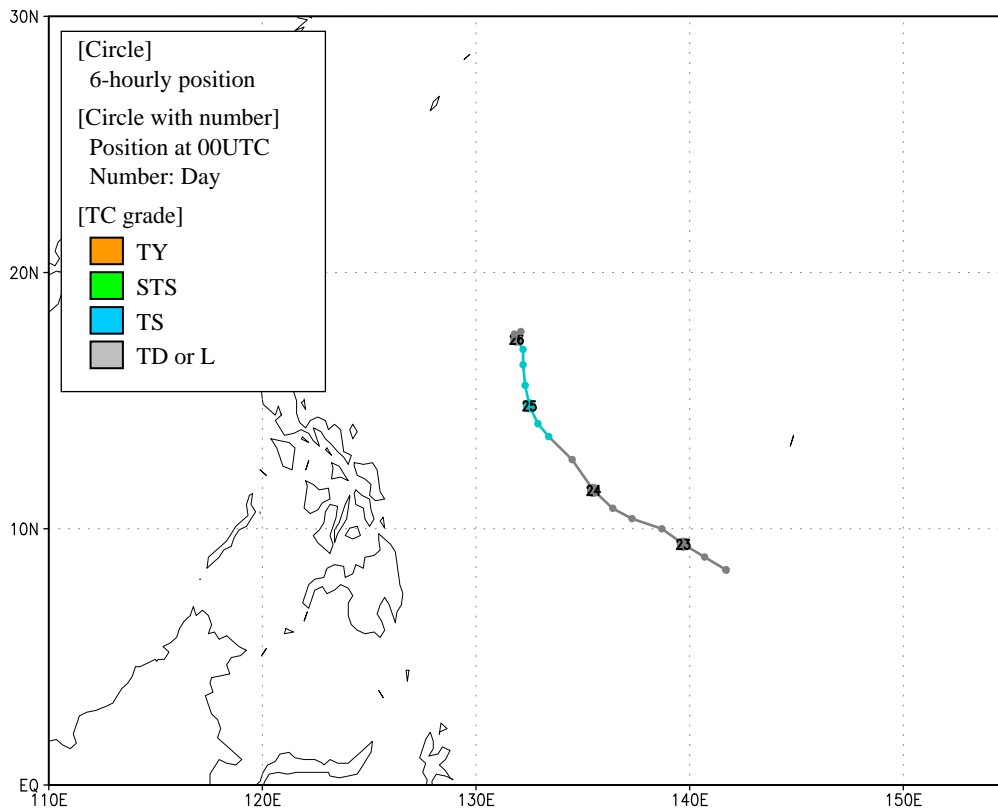 30N
[Circle]
6-hourly position
[Circle with number]
Position at 00UTC
Number: Day
[TC grade]
TY
STS
TS
TD or L
20N
26
25
24
10N
23
EQ
110E 120E 130E 140E 150E